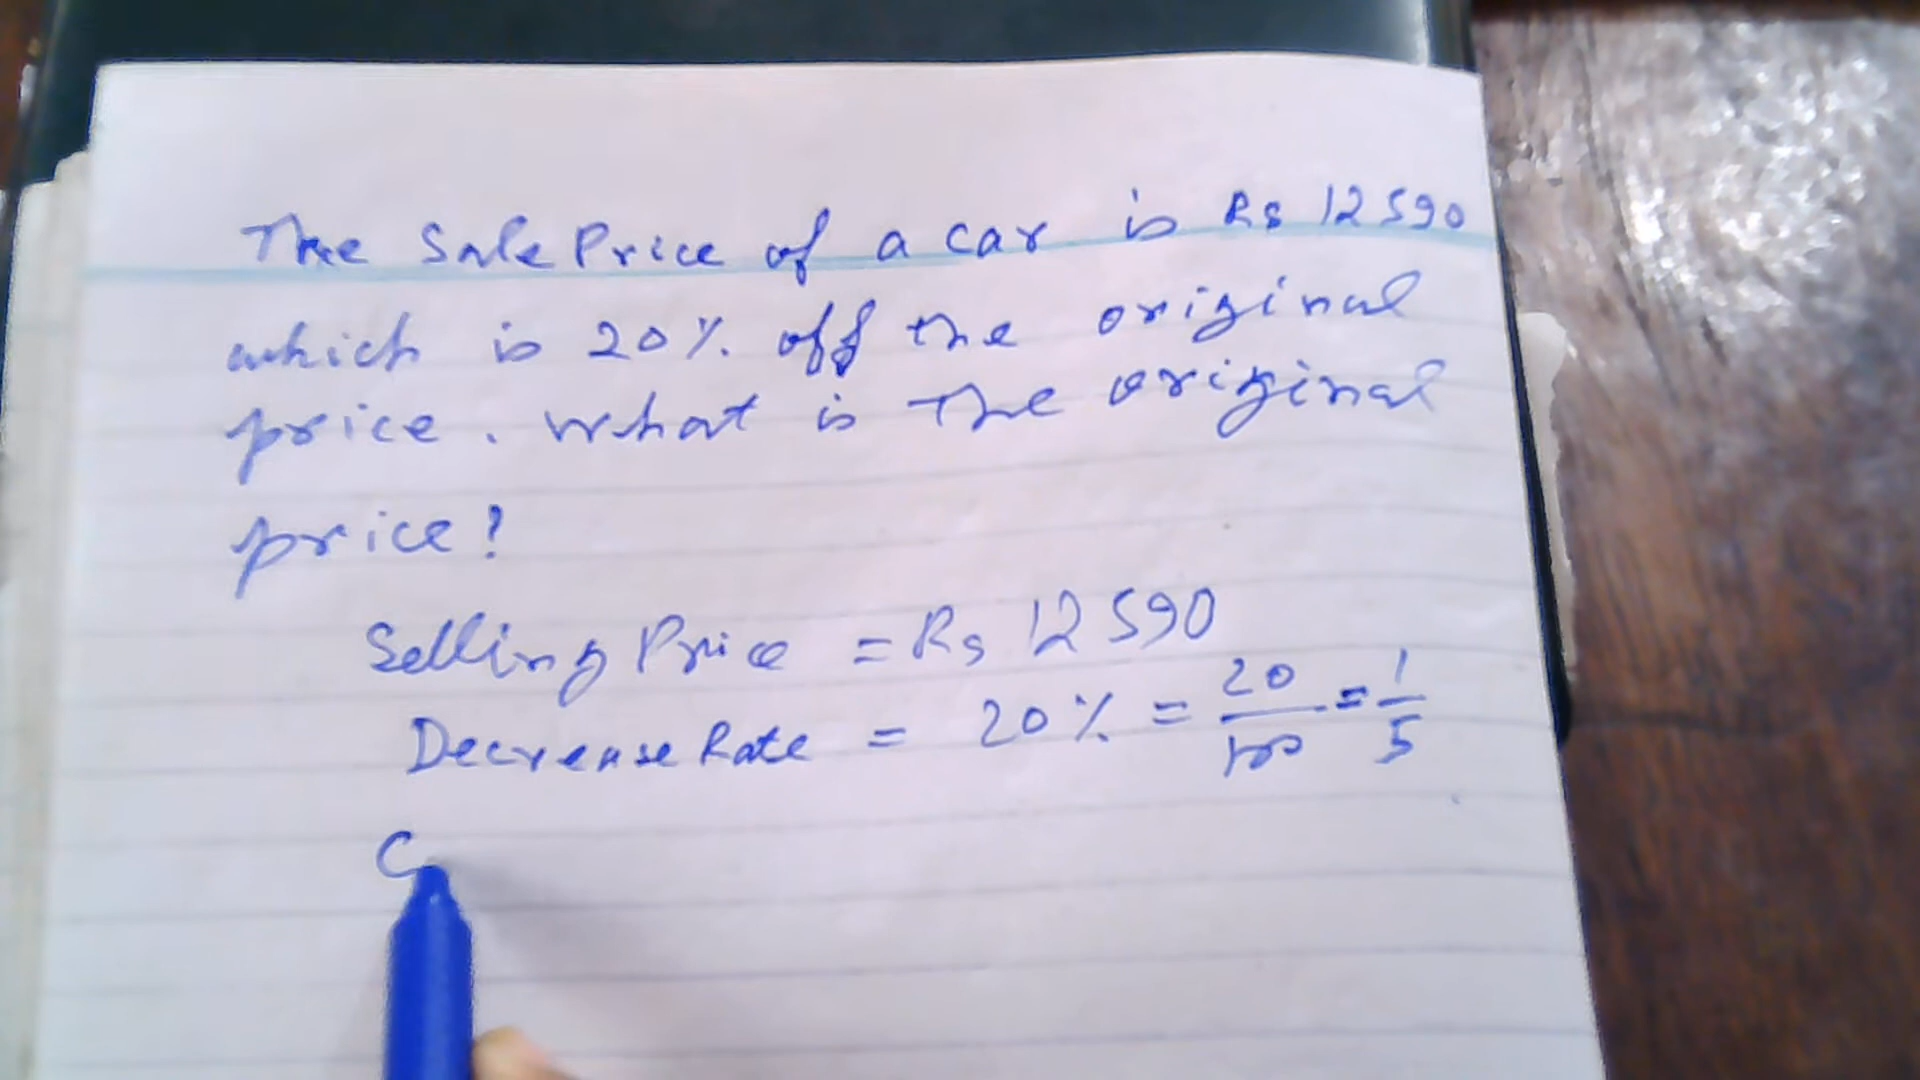 The Sale Price of a car is Rs 12590
which is 20% off the original
price. What is the original
price?
Selling Price = Rs 12590
Decrease Rate = 20% = 20/100 = 1/5
C